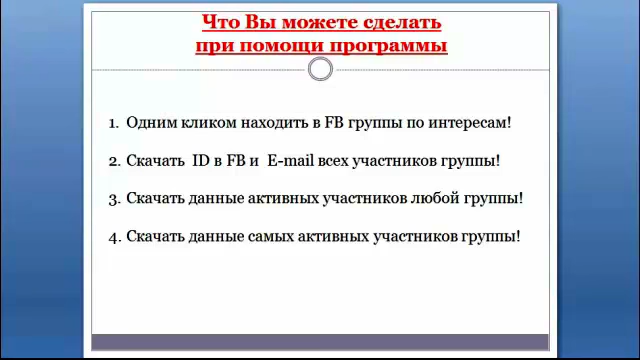 Что Вы можете сделать
при помощи программы
1. Одним кликом находить в FB группы по интересам!
2. Скачать ID в FB и E-mail всех участников группы!
3. Скачать данные активных участников любой группы!
4. Скачать данные самых активных участников группы!